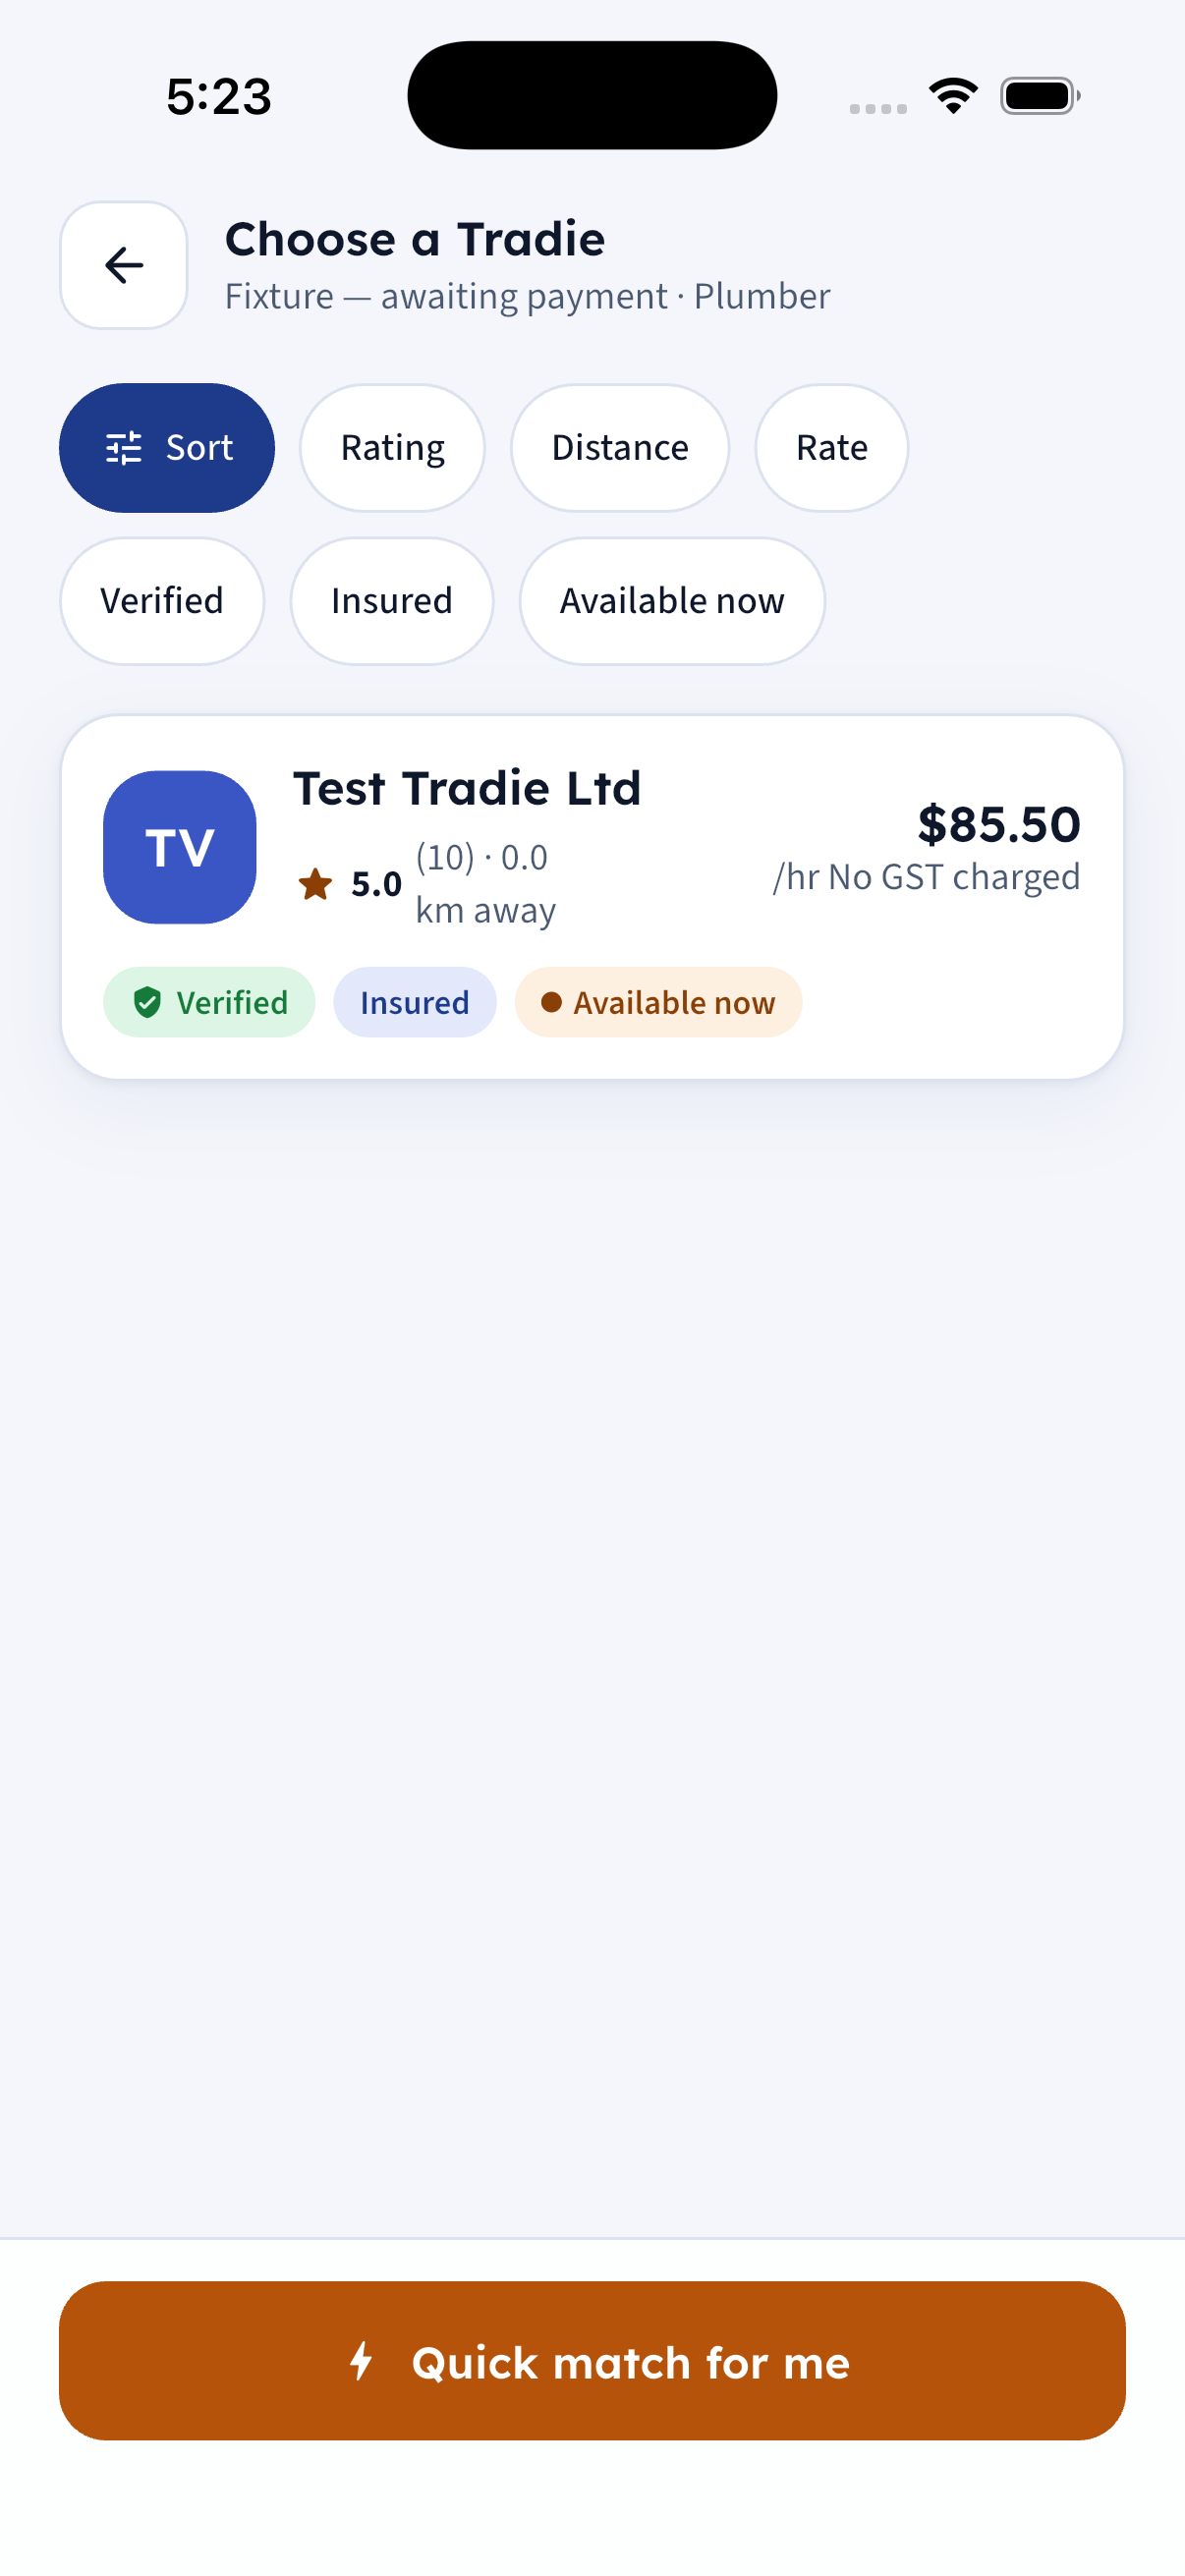 5:23
Choose a Tradie
Fixture — awaiting payment · Plumber
Sort
Rating
Distance
Rate
Verified
Insured
Available now
TV
Test Tradie Ltd
5.0
(10) · 0.0
km away
$85.50
/hr No GST charged
Verified
Insured
Available now
Quick match for me